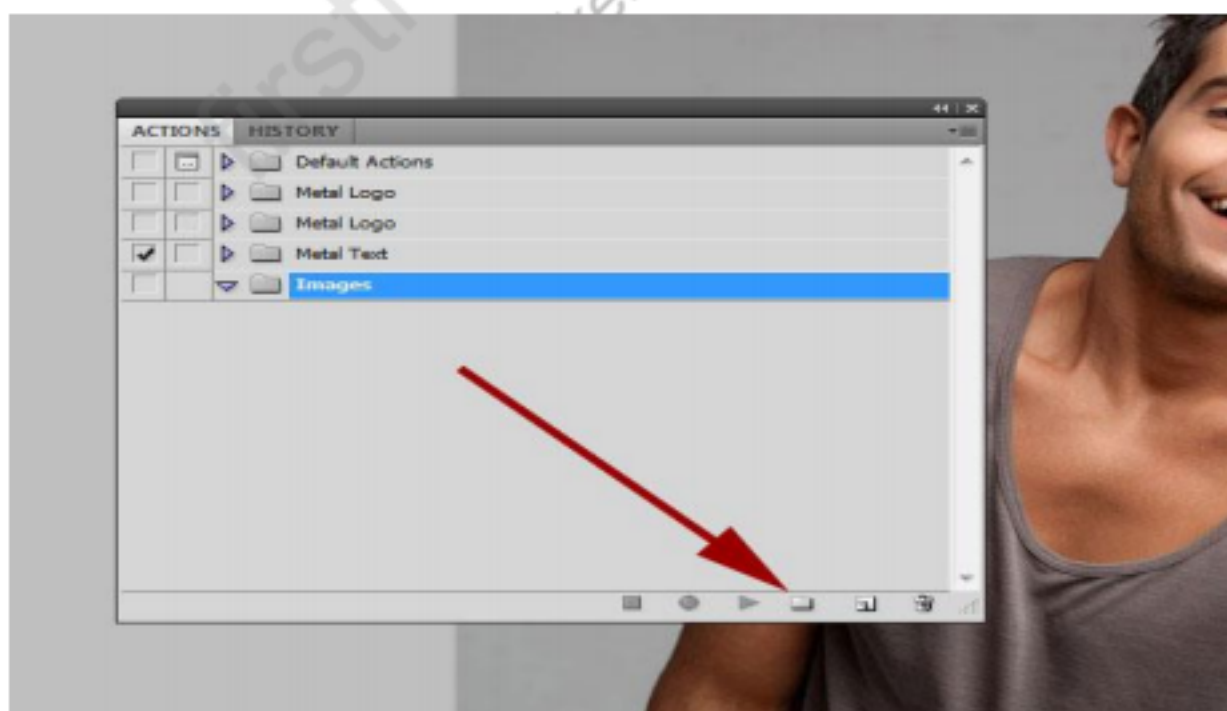 ACTIONS HISTORY
Default Actions
Metal Logo
Metal Logo
Metal Text
Images